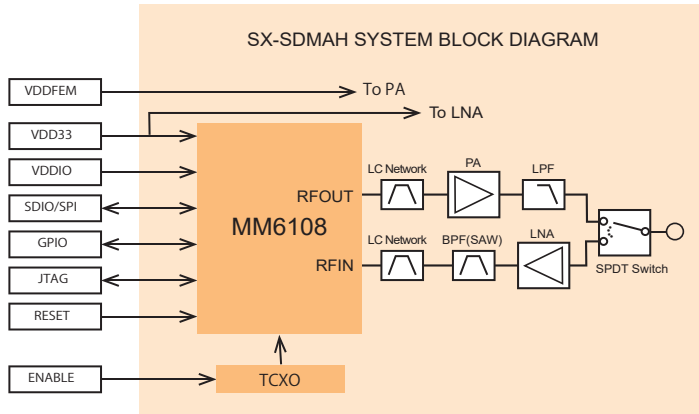 SX-SDMAH SYSTEM BLOCK DIAGRAM
VDDFEM
To PA
To LNA
VDD33
VDDIO
SDIO/SPI
GPIO
JTAG
RESET
ENABLE
MM6108
RFOUT
RFIN
TCXO
LC Network
PA
LPF
LC Network
BPF(SAW)
LNA
SPDT Switch